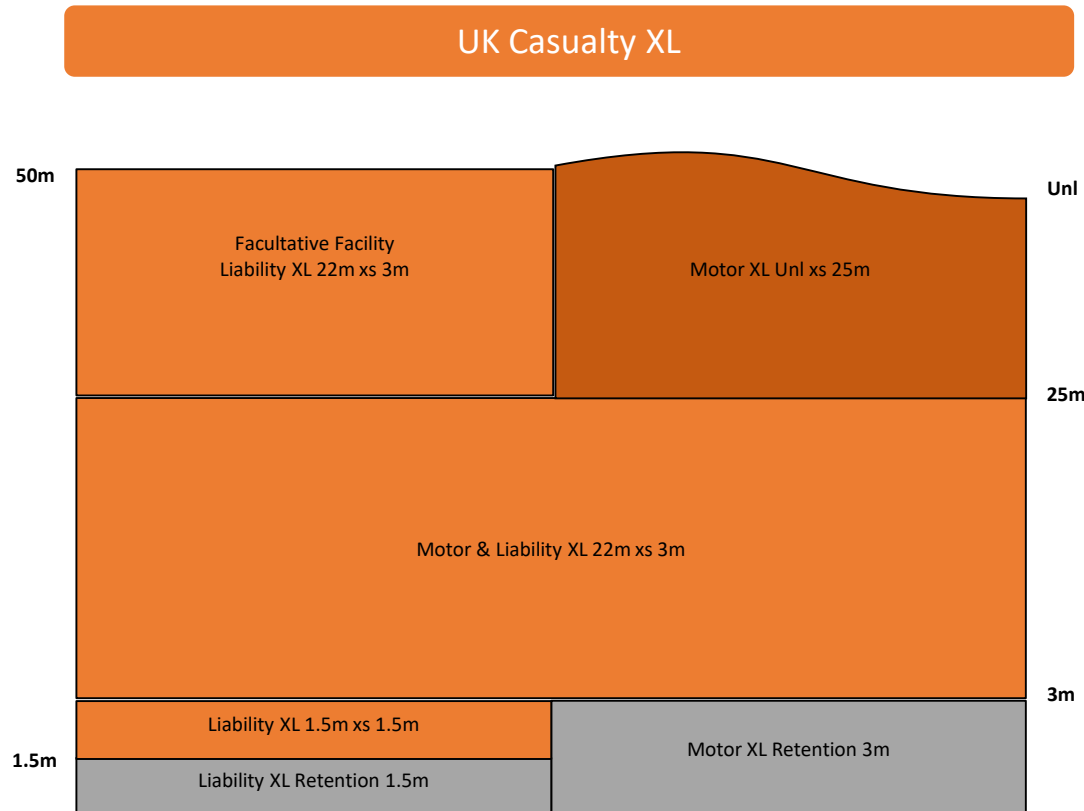 UK Casualty XL
50m
Unl
Facultative Facility
Liability XL 22m xs 3m
Motor XL Unl xs 25m
25m
Motor & Liability XL 22m xs 3m
3m
Liability XL 1.5m xs 1.5m
Motor XL Retention 3m
1.5m
Liability XL Retention 1.5m